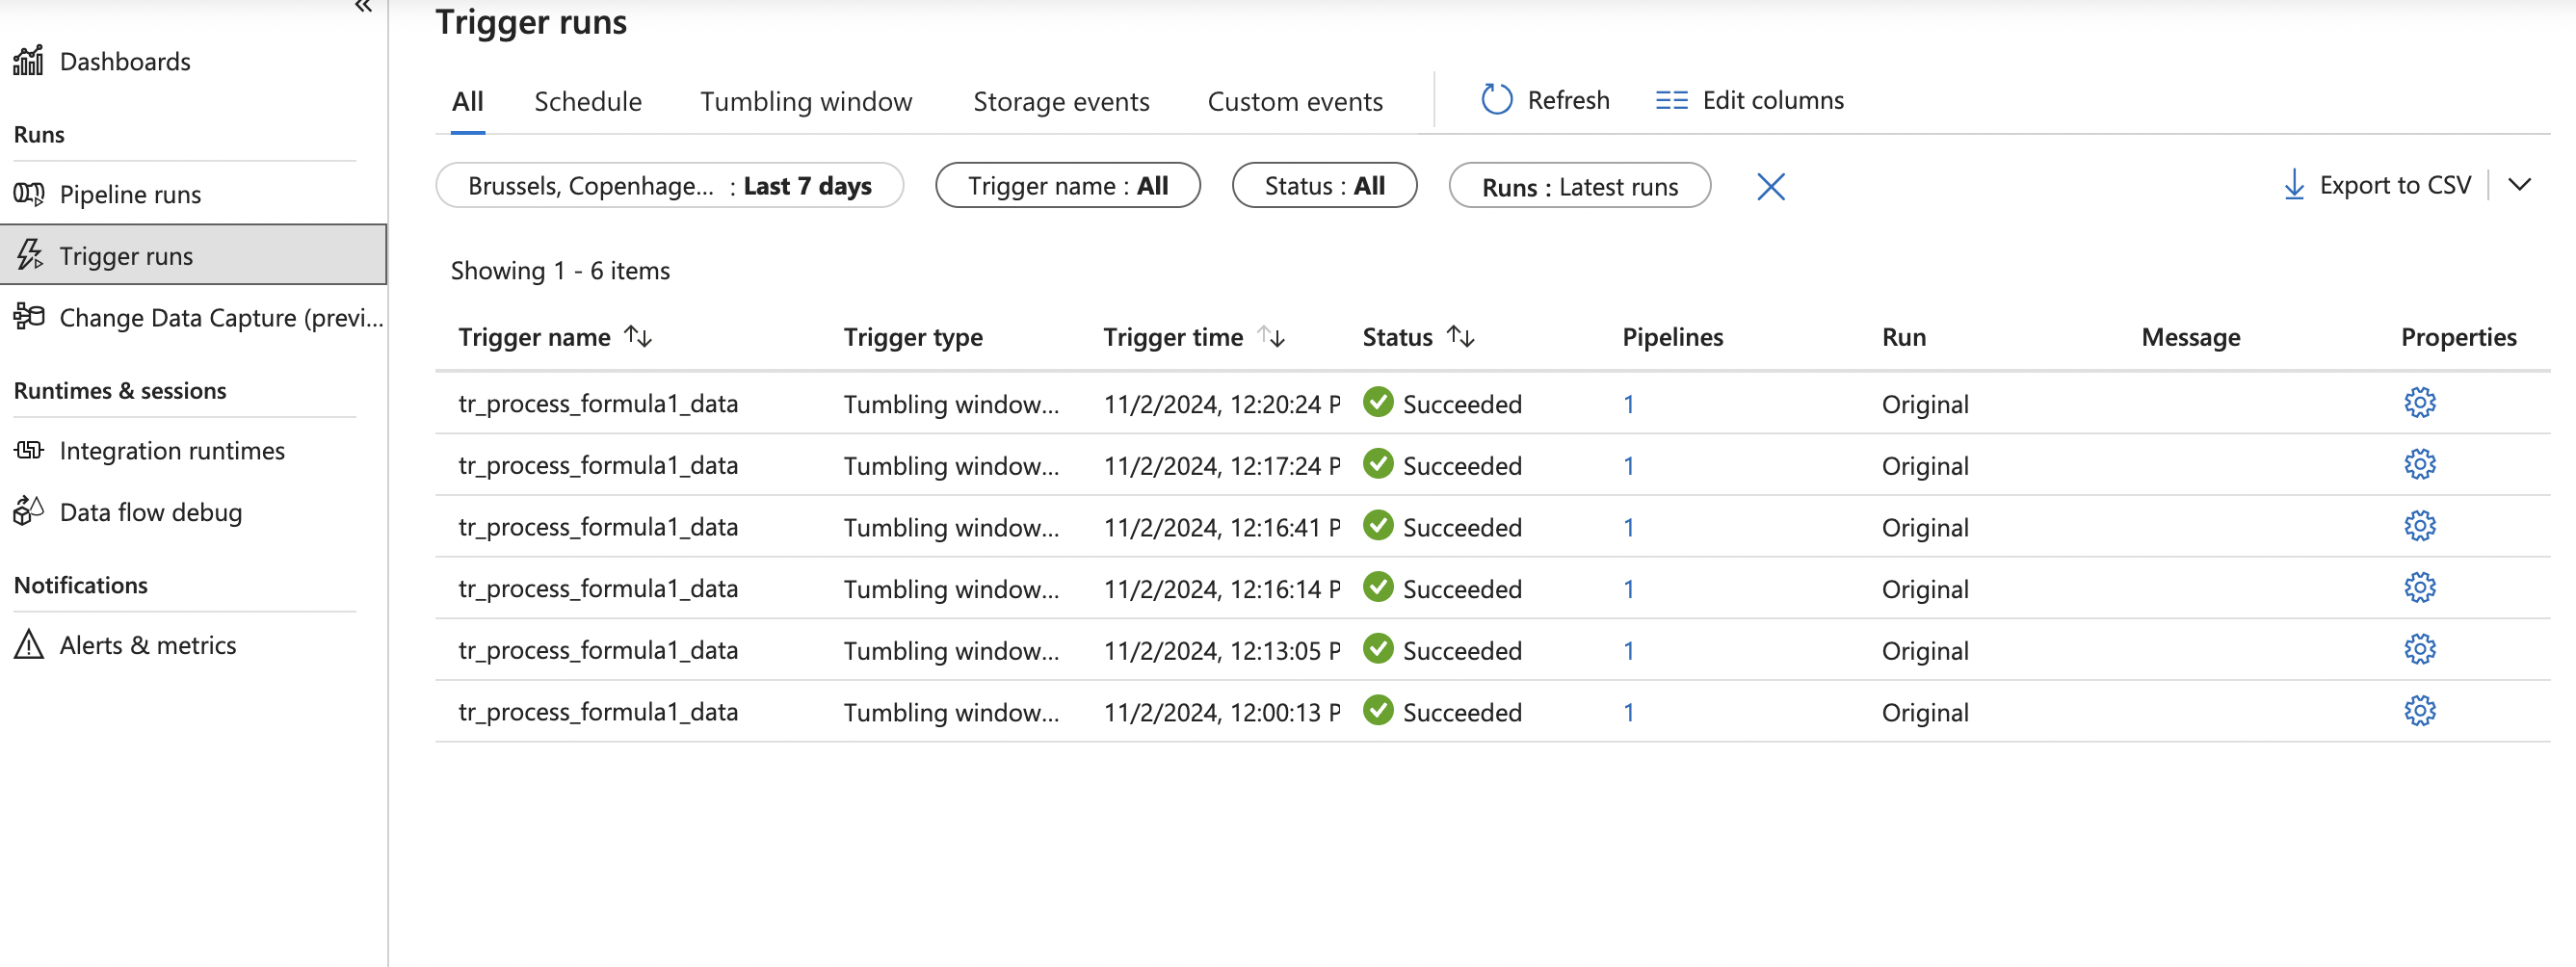 Trigger runs
Dashboards
Runs
Pipeline runs
Trigger runs
Change Data Capture (previ...
Runtimes & sessions
Integration runtimes
Data flow debug
Notifications
Alerts & metrics
All Schedule Tumbling window Storage events Custom events Refresh Edit columns
Brussels, Copenhage... : Last 7 days Trigger name : All Status : All Runs : Latest runs Export to CSV
Showing 1 - 6 items
Trigger name Trigger type Trigger time Status Pipelines Run Message Properties
tr_process_formula1_data Tumbling window... 11/2/2024, 12:20:24 P Succeeded 1 Original
tr_process_formula1_data Tumbling window... 11/2/2024, 12:17:24 P Succeeded 1 Original
tr_process_formula1_data Tumbling window... 11/2/2024, 12:16:41 P Succeeded 1 Original
tr_process_formula1_data Tumbling window... 11/2/2024, 12:16:14 P Succeeded 1 Original
tr_process_formula1_data Tumbling window... 11/2/2024, 12:13:05 P Succeeded 1 Original
tr_process_formula1_data Tumbling window... 11/2/2024, 12:00:13 P Succeeded 1 Original